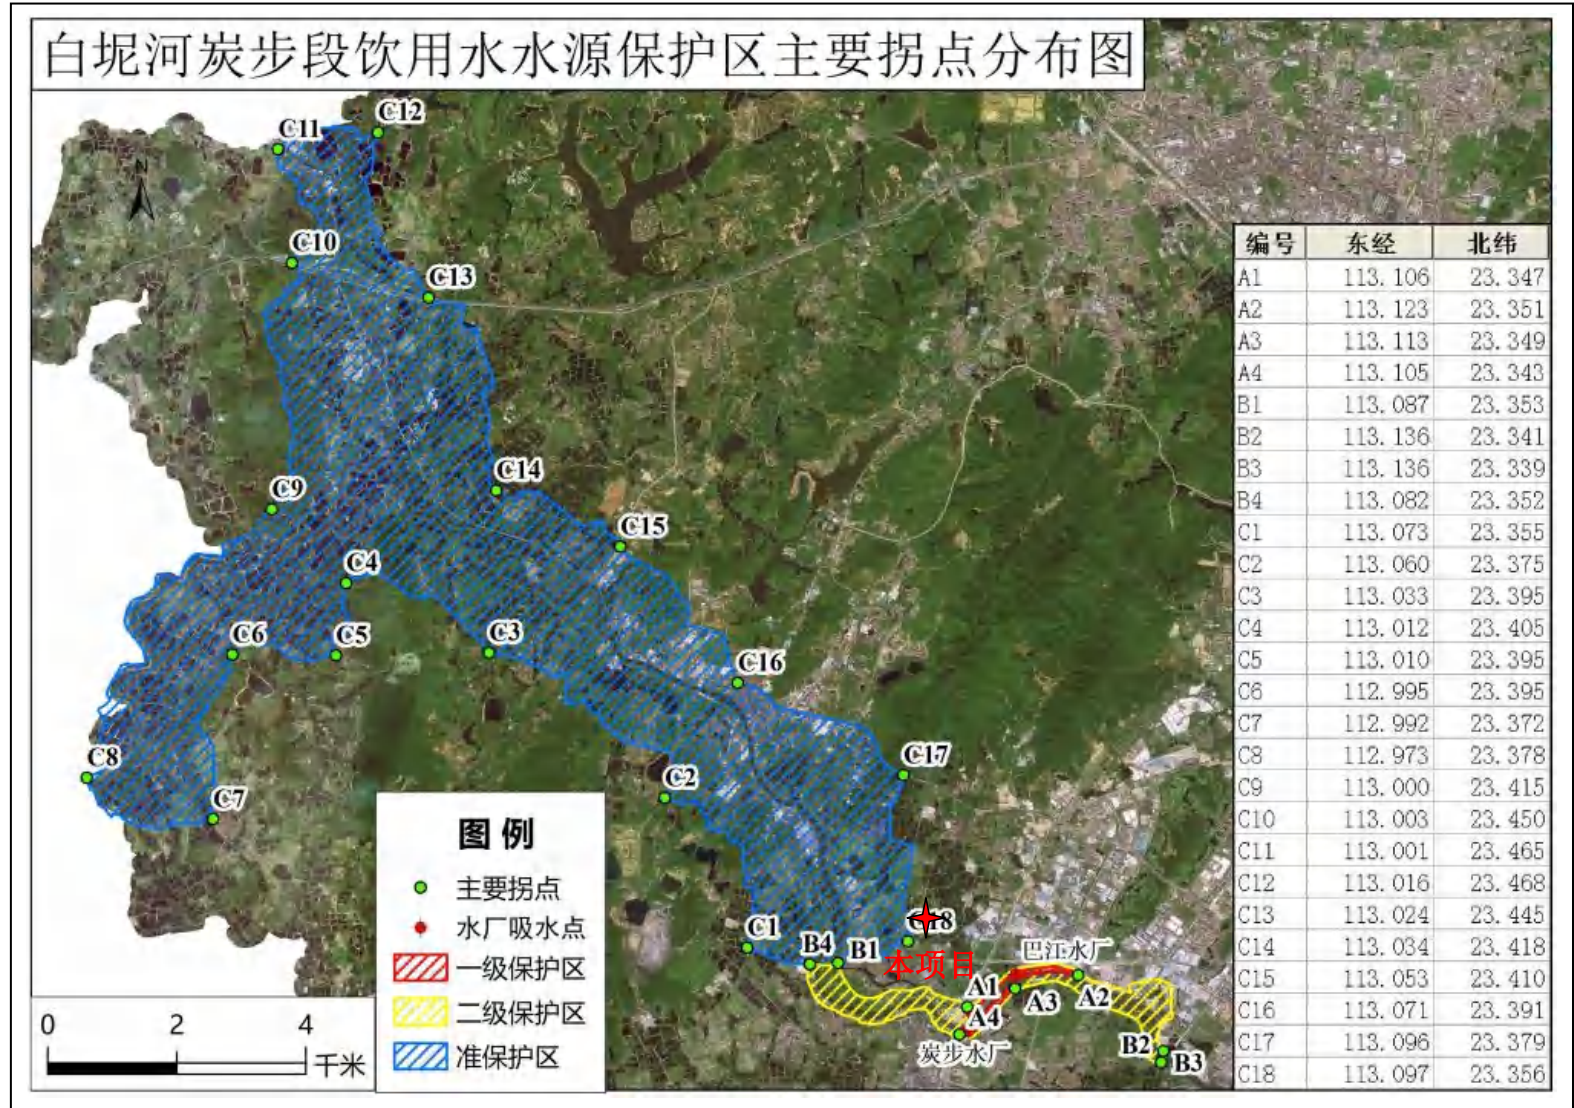 白坭河炭步段饮用水水源保护区主要拐点分布图
N
C11
C12
C10
C13
C9
C14
C15
C4
C6
C5
C3
C16
C8
C7
C2
C17
C1
B4
B1
C18
本项目
巴江水厂
A1
A3
A2
A4
炭步水厂
B2
B3
图例
主要拐点
水厂吸水点
一级保护区
二级保护区
准保护区
0 2 4
千米
编号 东经 北纬
A1 113.106 23.347
A2 113.123 23.351
A3 113.113 23.349
A4 113.105 23.343
B1 113.087 23.353
B2 113.136 23.341
B3 113.136 23.339
B4 113.082 23.352
C1 113.073 23.355
C2 113.060 23.375
C3 113.033 23.395
C4 113.012 23.405
C5 113.010 23.395
C6 112.995 23.395
C7 112.992 23.372
C8 112.973 23.378
C9 113.000 23.415
C10 113.003 23.450
C11 113.001 23.465
C12 113.016 23.468
C13 113.024 23.445
C14 113.034 23.418
C15 113.053 23.410
C16 113.071 23.391
C17 113.096 23.379
C18 113.097 23.356